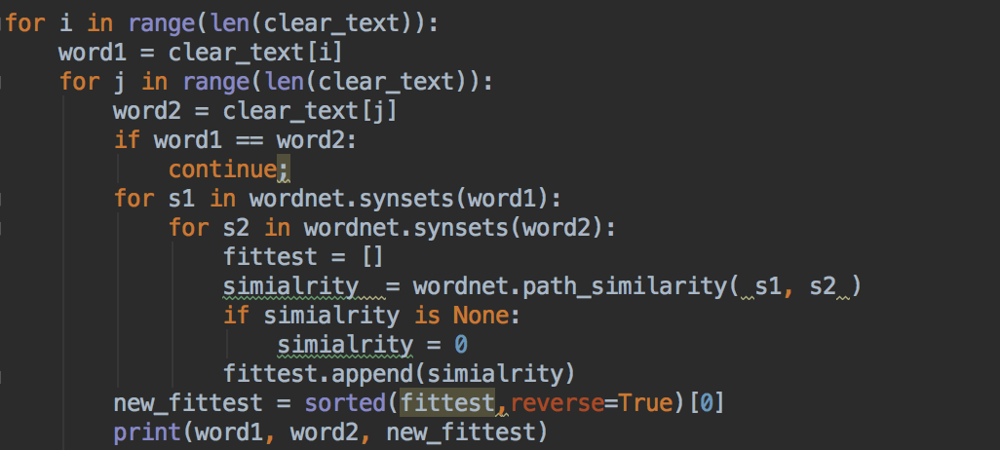 for i in range(len(clear_text)):
    word1 = clear_text[i]
    for j in range(len(clear_text)):
        word2 = clear_text[j]
        if word1 == word2:
            continue;
        for s1 in wordnet.synsets(word1):
            for s2 in wordnet.synsets(word2):
                fittest = []
                simialrity  = wordnet.path_similarity( s1, s2 )
                if simialrity is None:
                    simialrity = 0
                fittest.append(simialrity)
        new_fittest = sorted(fittest,reverse=True)[0]
        print(word1, word2, new_fittest)